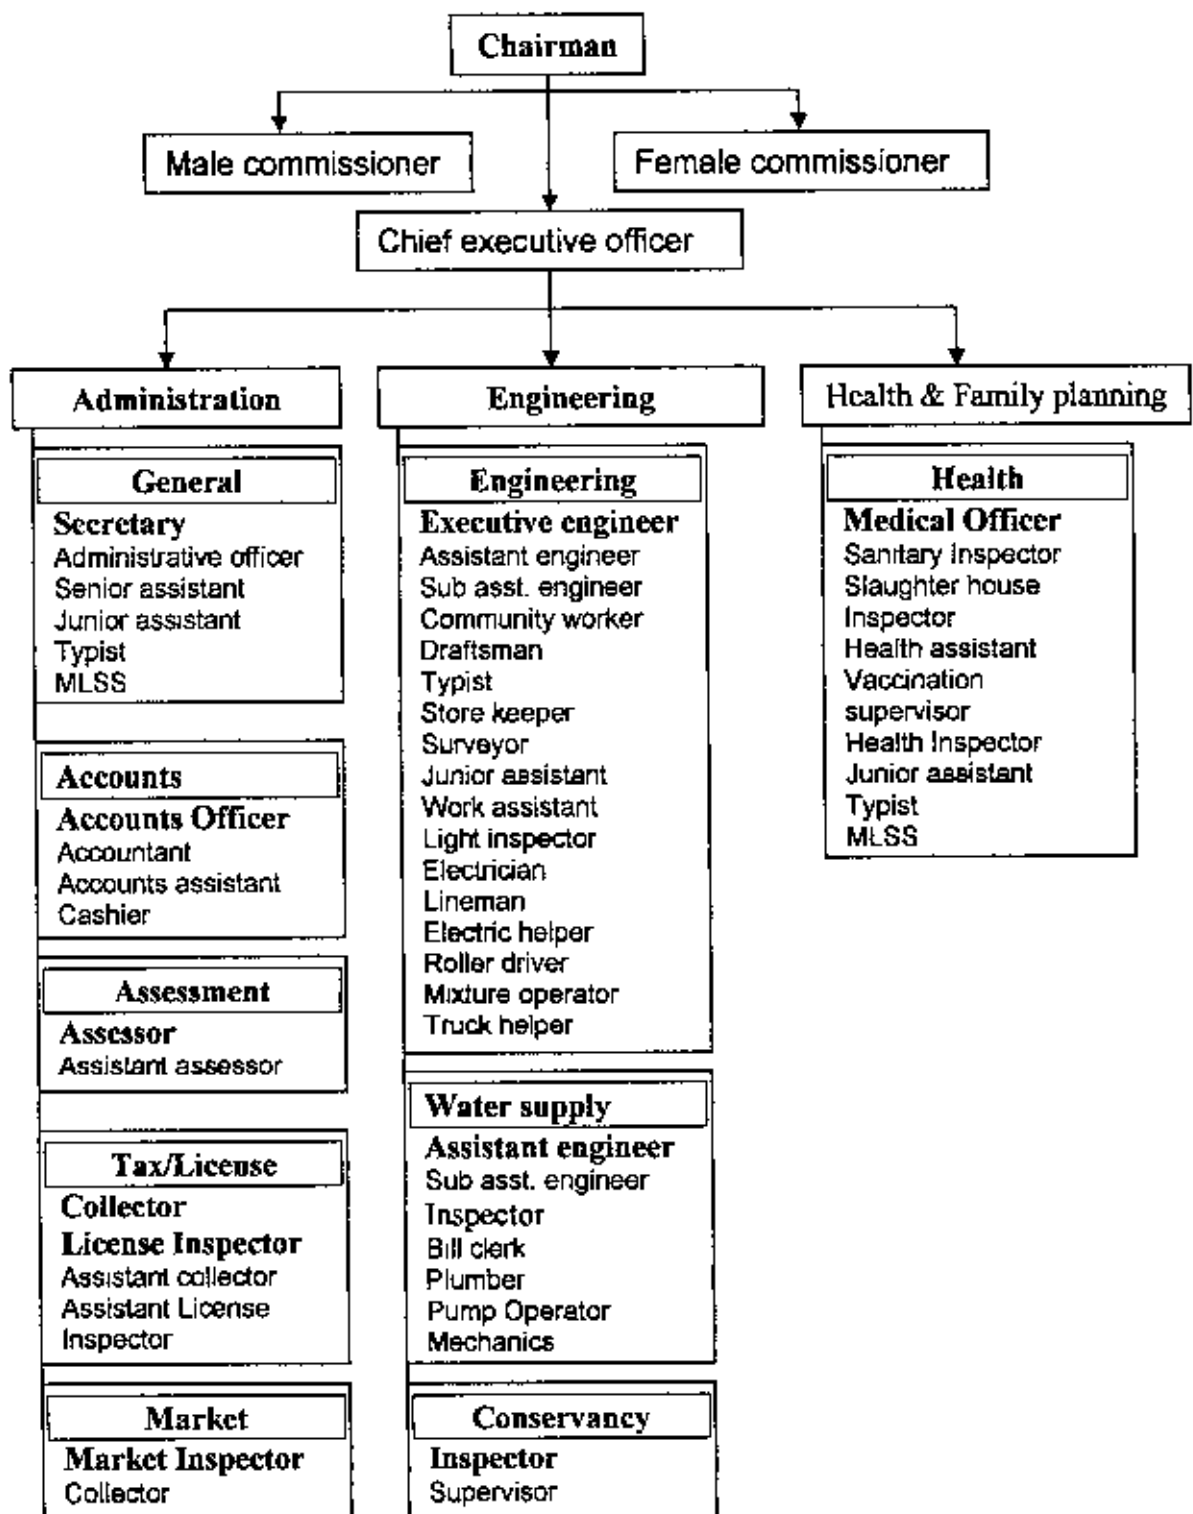 Chairman
Male commissioner
Female commissioner
Chief executive officer
Administration
General
Secretary
Administrative officer
Senior assistant
Junior assistant
Typist
MLSS
Accounts
Accounts Officer
Accountant
Accounts assistant
Cashier
Assessment
Assessor
Assistant assessor
Tax/License
Collector
License Inspector
Assistant collector
Assistant License
Inspector
Market
Market Inspector
Collector
Engineering
Engineering
Executive engineer
Assistant engineer
Sub asst. engineer
Community worker
Draftsman
Typist
Store keeper
Surveyor
Junior assistant
Work assistant
Light inspector
Electrician
Lineman
Electric helper
Roller driver
Mixture operator
Truck helper
Water supply
Assistant engineer
Sub asst. engineer
Inspector
Bill clerk
Plumber
Pump Operator
Mechanics
Conservancy
Inspector
Supervisor
Health & Family planning
Health
Medical Officer
Sanitary Inspector
Slaughter house
Inspector
Health assistant
Vaccination
supervisor
Health Inspector
Junior assistant
Typist
MLSS